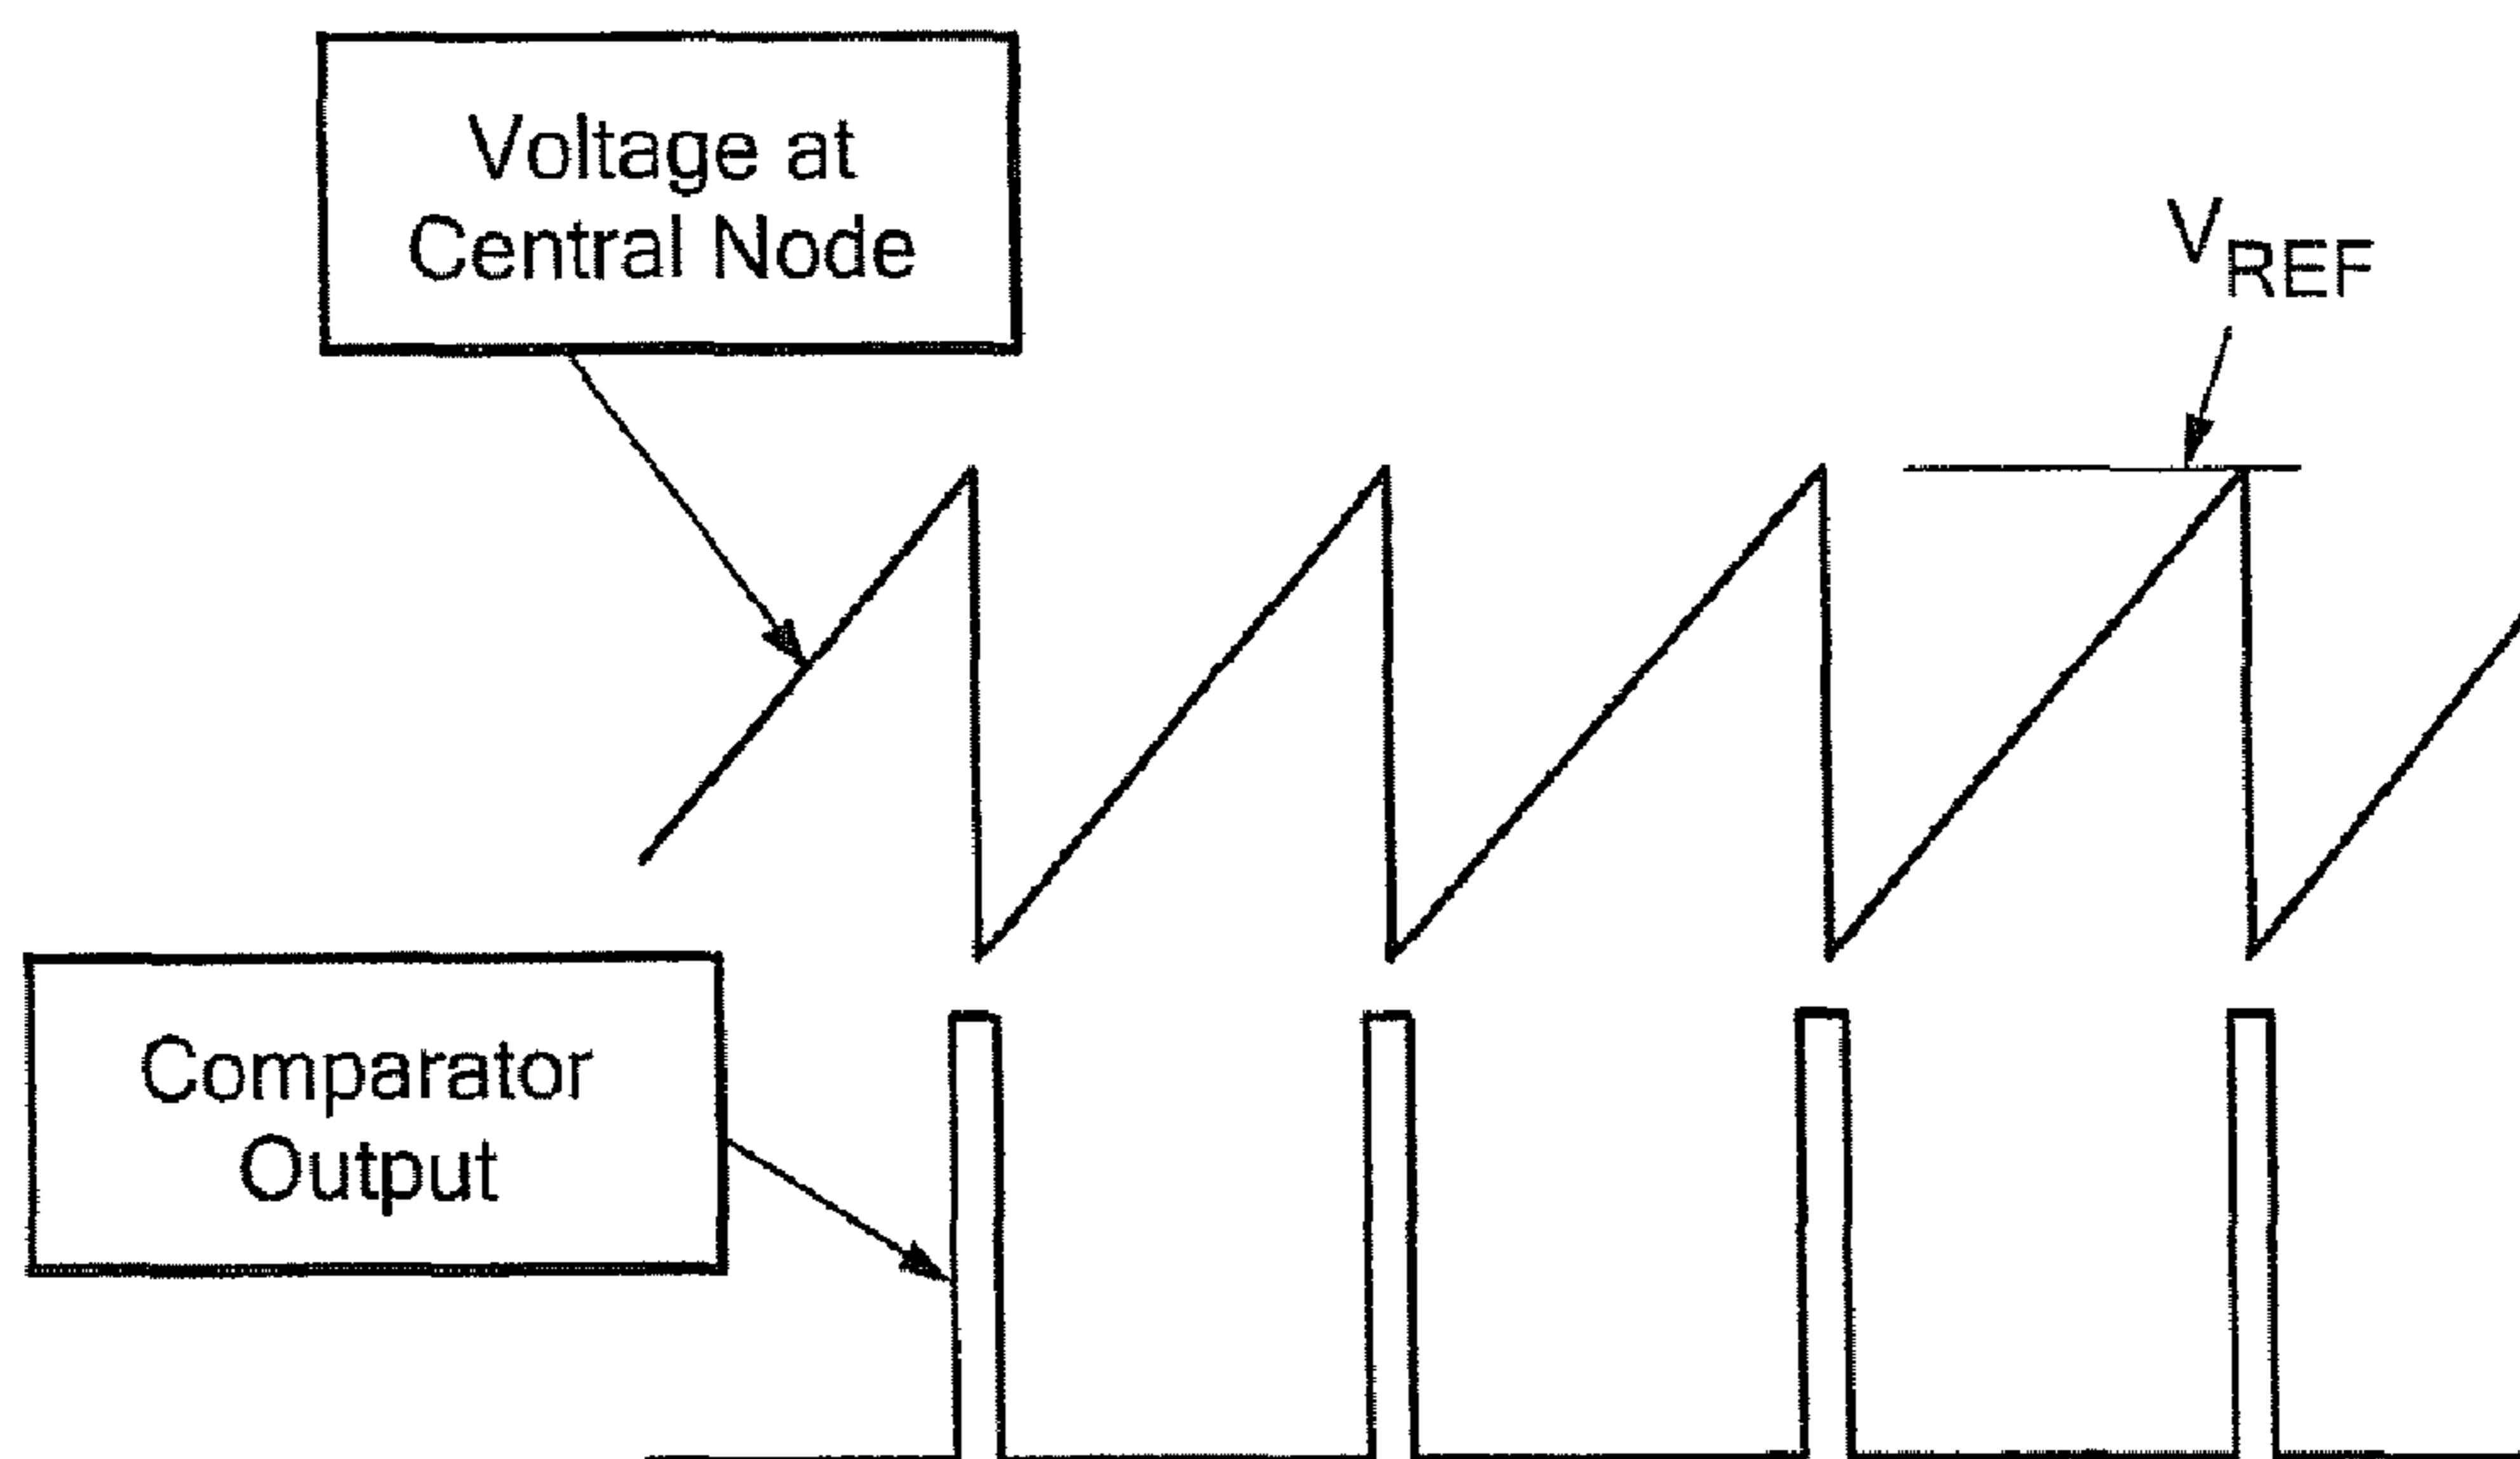 Voltage at
Central Node
VREF
Comparator
Output